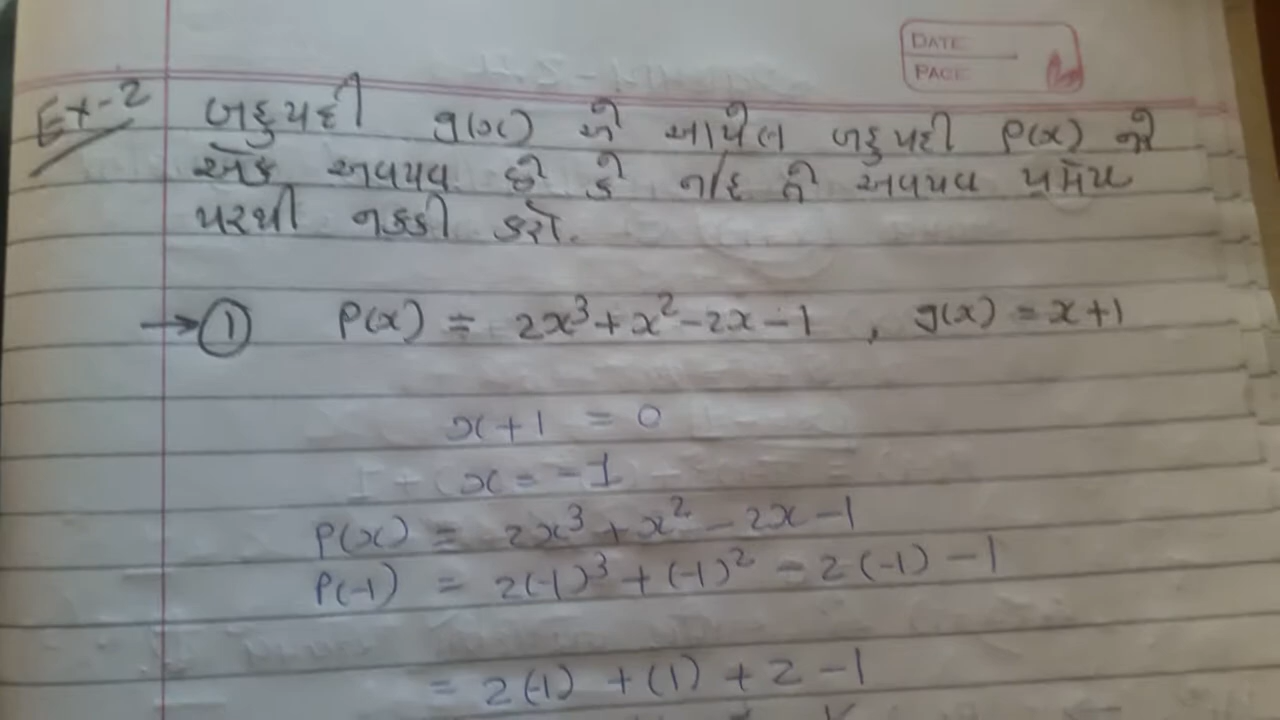 DATE
PAGE
Ex-2 બહુપદી g(x) એ આપેલ બહુપદી P(x) નો
એક અવયવ છે કે નહિ તે અવયવ પ્રમેય
પરથી નક્કી કરો.
→ ① P(x) = 2x³+x²-2x-1 , g(x) = x+1
x+1 = 0
x = -1
P(x) = 2x³ + x² - 2x - 1
P(-1) = 2(-1)³ + (-1)² - 2(-1) - 1
= 2(-1) + (1) + 2 - 1